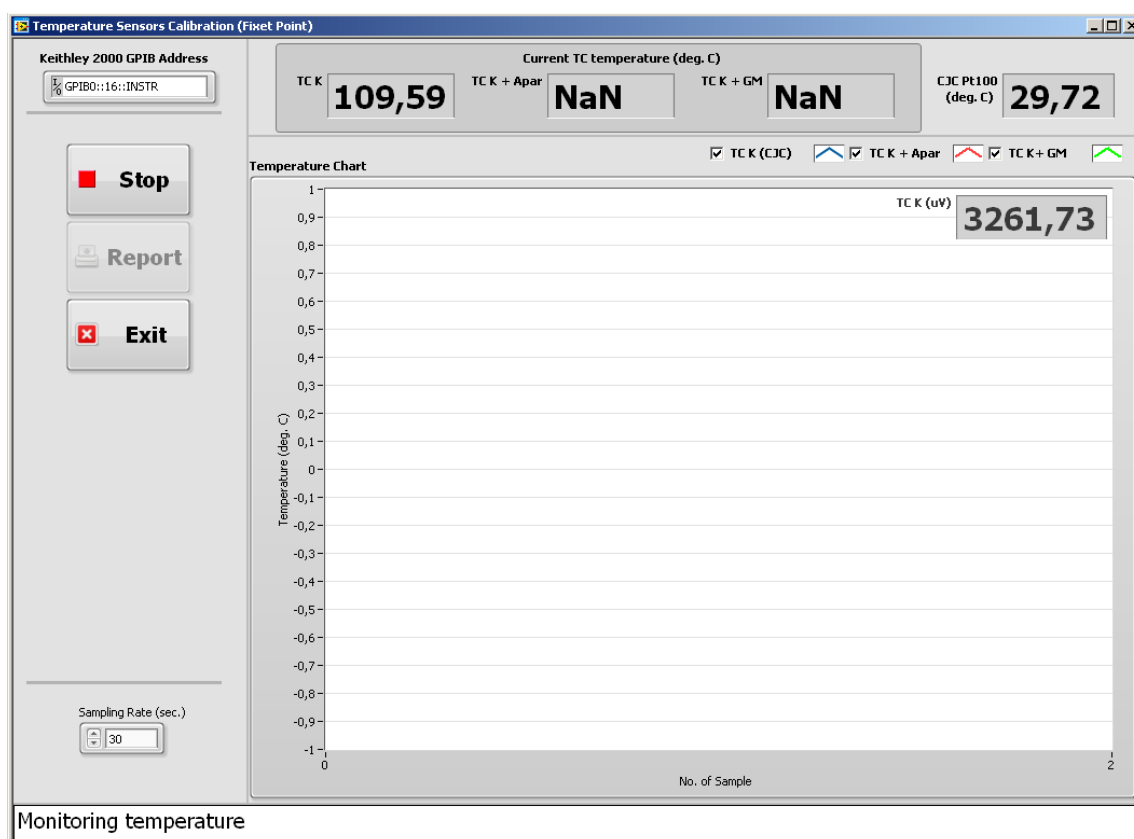 Temperature Sensors Calibration (Fixet Point)
Keithley 2000 GPIB Address
GPIB0::16::INSTR
Current TC temperature (deg. C)
TC K 109,59 TC K + Apar NaN TC K + GM NaN
CJC Pt100 (deg. C) 29,72
Stop
Report
Exit
Temperature Chart
TC K (CJC) TC K + Apar TC K+ GM
TC K (uV) 3261,73
1
0,9
0,8
0,7
0,6
0,5
0,4
0,3
0,2
0,1
0
-0,1
-0,2
-0,3
-0,4
-0,5
-0,6
-0,7
-0,8
-0,9
-1
Temperature (deg. C)
0 2
No. of Sample
Sampling Rate (sec.)
30
Monitoring temperature